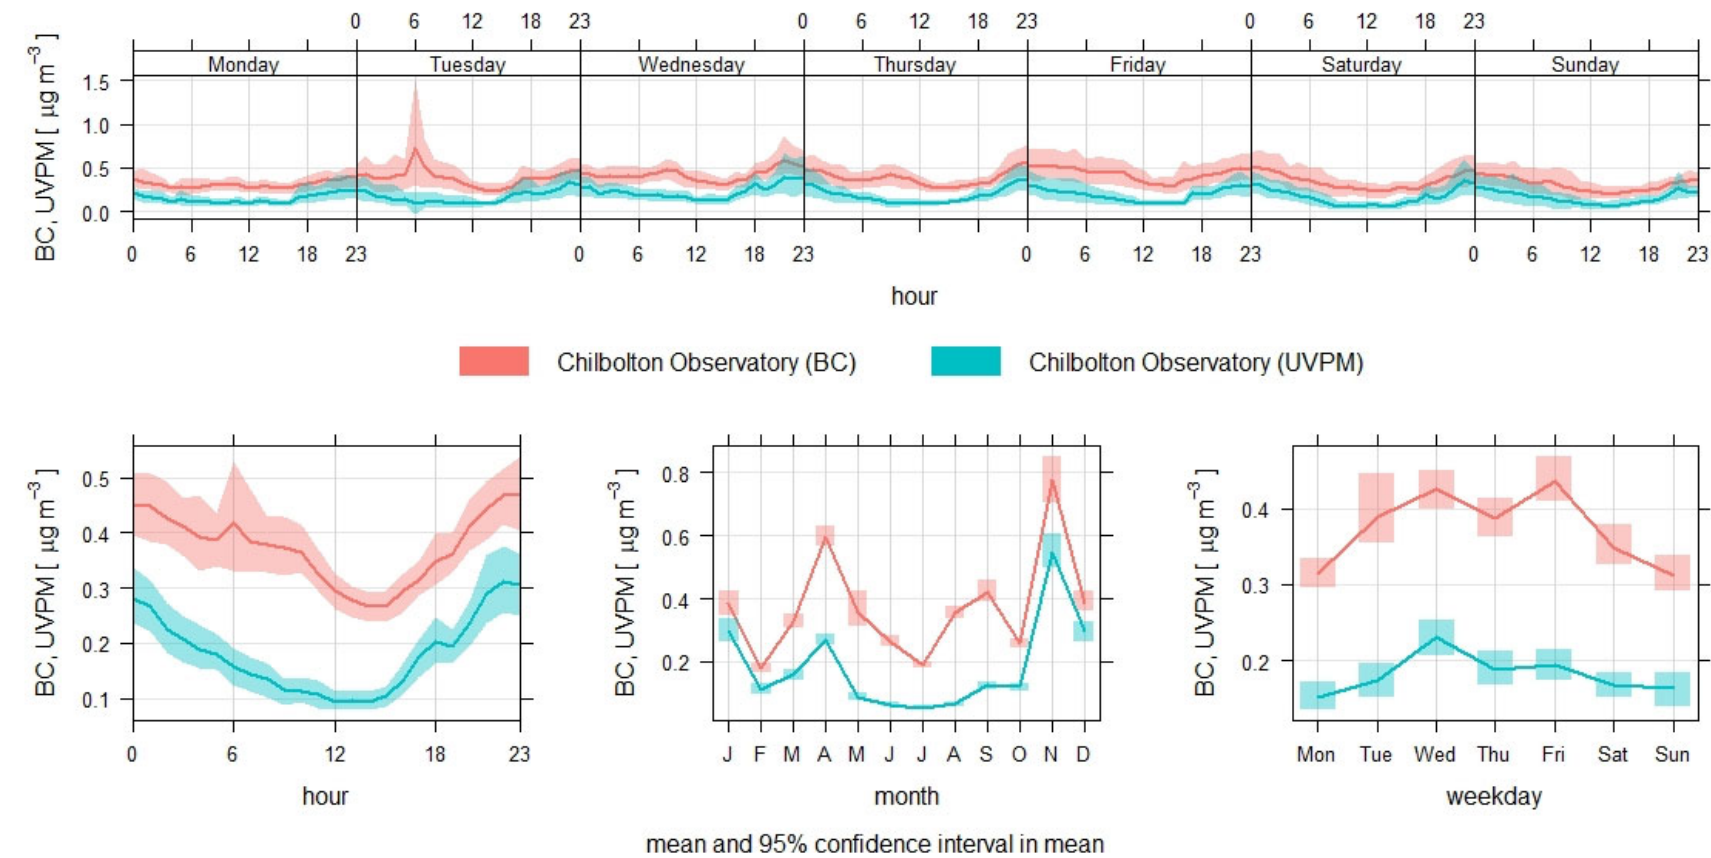 0 6 12 18 23 0 6 12 18 23 0 6 12 18 23
Monday Tuesday Wednesday Thursday Friday Saturday Sunday
BC, UVPM [ µg m⁻³ ]
1.5
1.0
0.5
0.0
0 6 12 18 23 0 6 12 18 23 0 6 12 18 23 0 6 12 18 23
hour
Chilbolton Observatory (BC) Chilbolton Observatory (UVPM)
BC, UVPM [ µg m⁻³ ]
0.5
0.4
0.3
0.2
0.1
0 6 12 18 23
hour
BC, UVPM [ µg m⁻³ ]
0.8
0.6
0.4
0.2
J F M A M J J A S O N D
month
BC, UVPM [ µg m⁻³ ]
0.4
0.3
0.2
Mon Tue Wed Thu Fri Sat Sun
weekday
mean and 95% confidence interval in mean